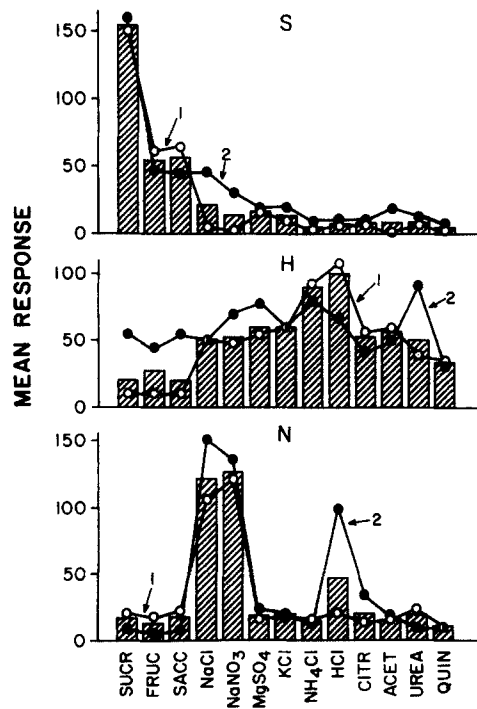 S
150
100
50
0
1
2
H
100
50
0
1
2
MEAN RESPONSE
N
150
100
50
0
1
2
SUCR
FRUC
SACC
NaCl
NaNO3
MgSO4
KCl
NH4Cl
HCl
CITR
ACET
UREA
QUIN